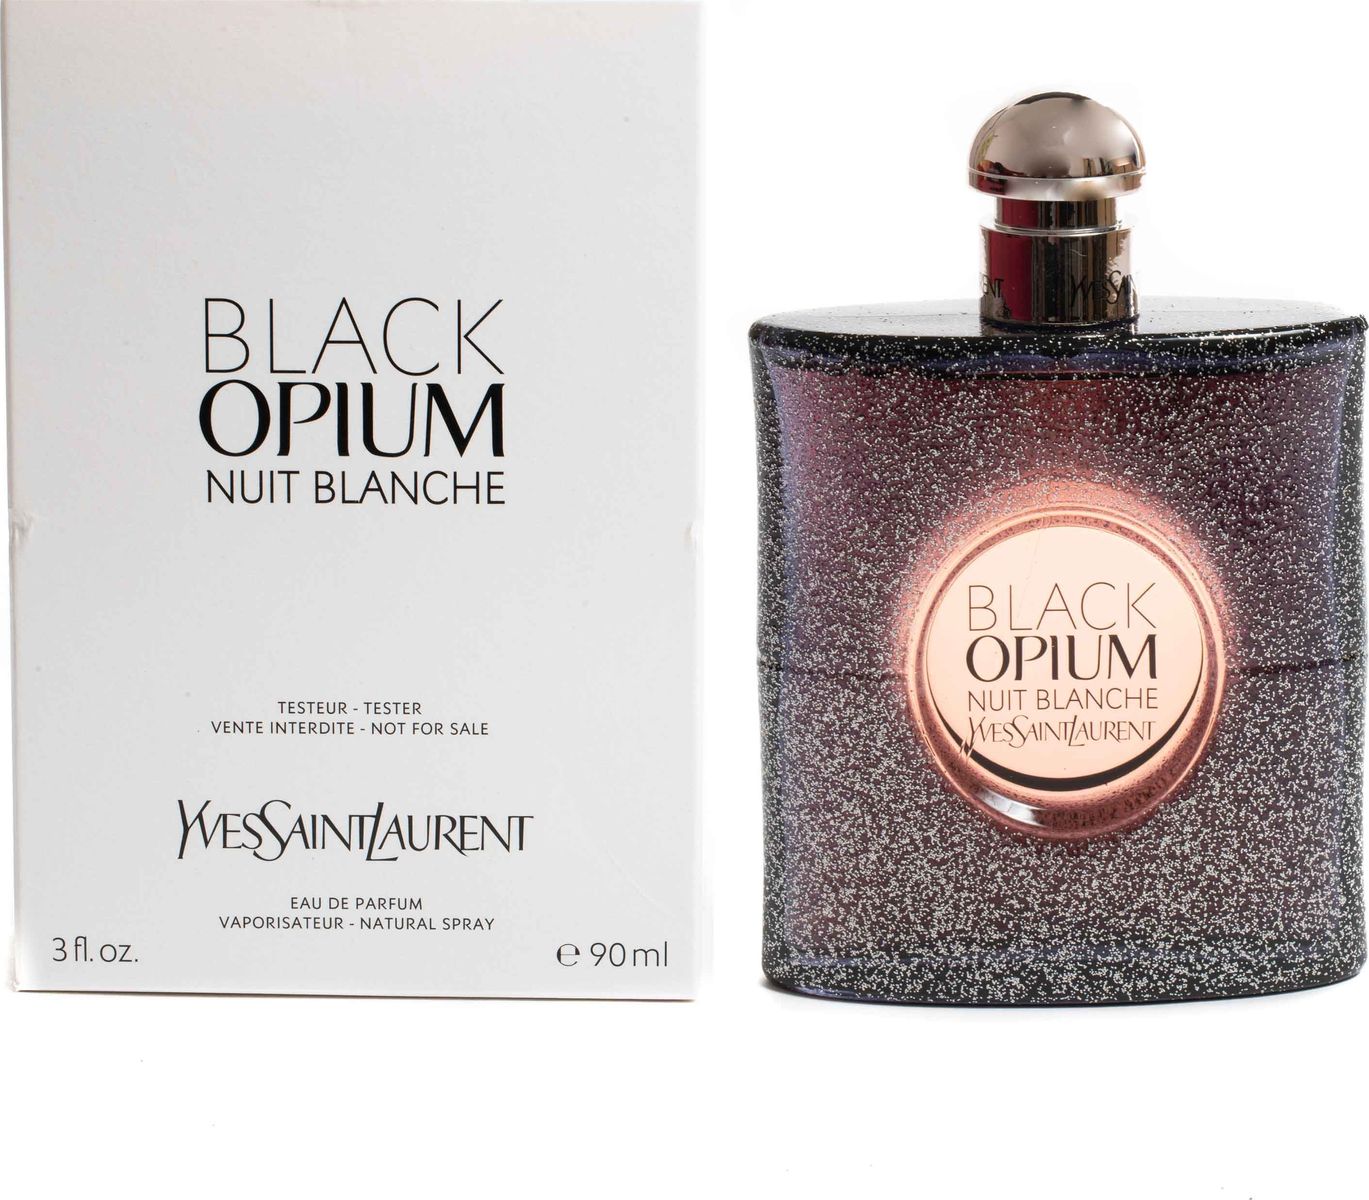 BLACK
OPIUM
NUIT BLANCHE
TESTEUR - TESTER
VENTE INTERDITE - NOT FOR SALE
YVESSAINTLAURENT
EAU DE PARFUM
VAPORISATEUR - NATURAL SPRAY
3 fl. oz.
℮ 90 ml
BLACK
OPIUM
NUIT BLANCHE
YVESSAINTLAURENT